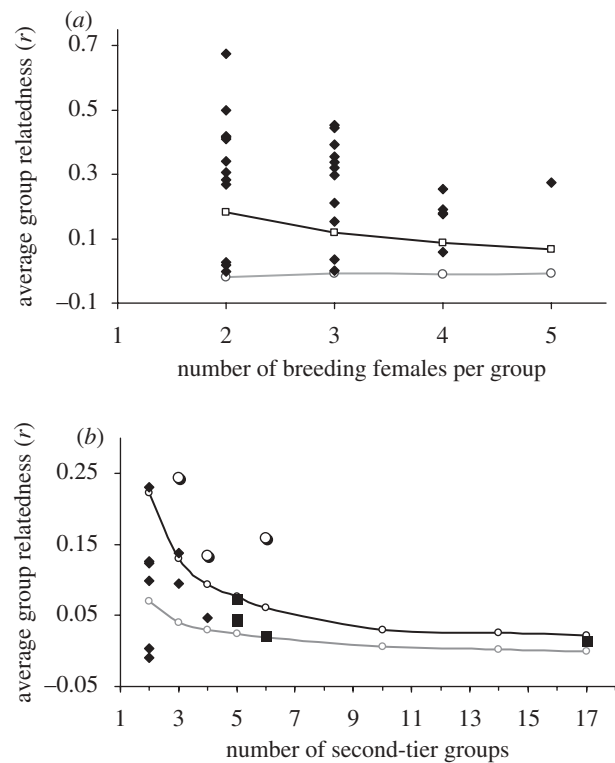 (a)
average group relatedness (r)
0.7
0.5
0.3
0.1
–0.1
1 2 3 4 5
number of breeding females per group
(b)
average group relatedness (r)
0.25
0.15
0.05
–0.05
1 3 5 7 9 11 13 15 17
number of second-tier groups